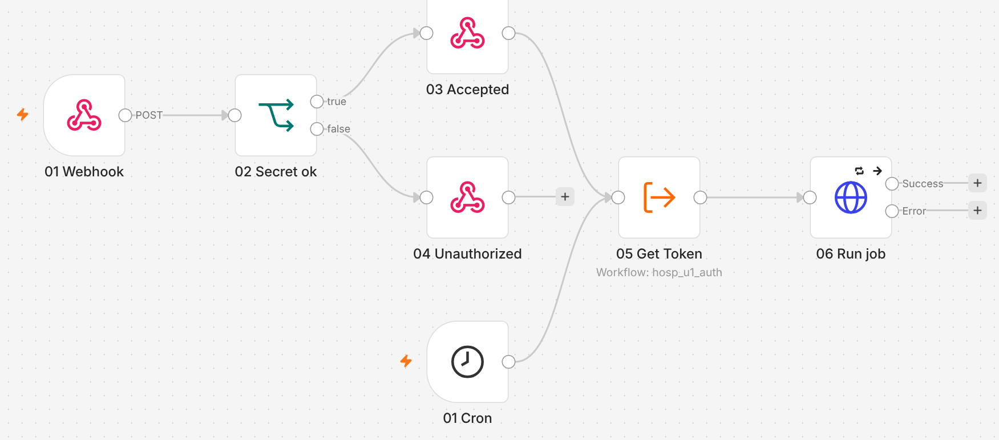 03 Accepted
POST
true
false
01 Webhook
02 Secret ok
Success
Error
04 Unauthorized
05 Get Token
Workflow: hosp_u1_auth
06 Run job
01 Cron